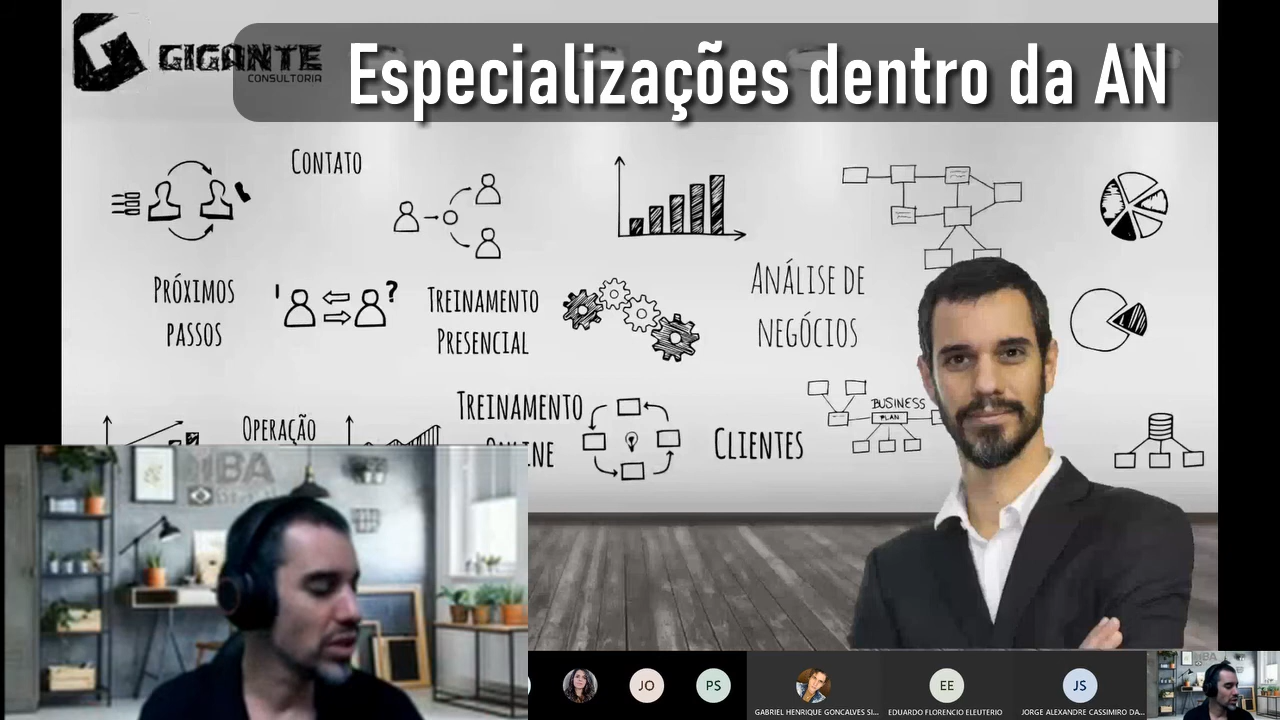 GIGANTE
CONSULTORIA
Especializações dentro da AN
CONTATO
PRÓXIMOS
PASSOS
TREINAMENTO
PRESENCIAL
ANÁLISE DE
NEGÓCIOS
OPERAÇÃO
TREINAMENTO
CLIENTES
BUSINESS
PLAN
JO
PS
EE
JS
GABRIEL HENRIQUE GONCALVES SI...
EDUARDO FLORENCIO ELEUTERIO
JORGE ALEXANDRE CASSIMIRO DA...